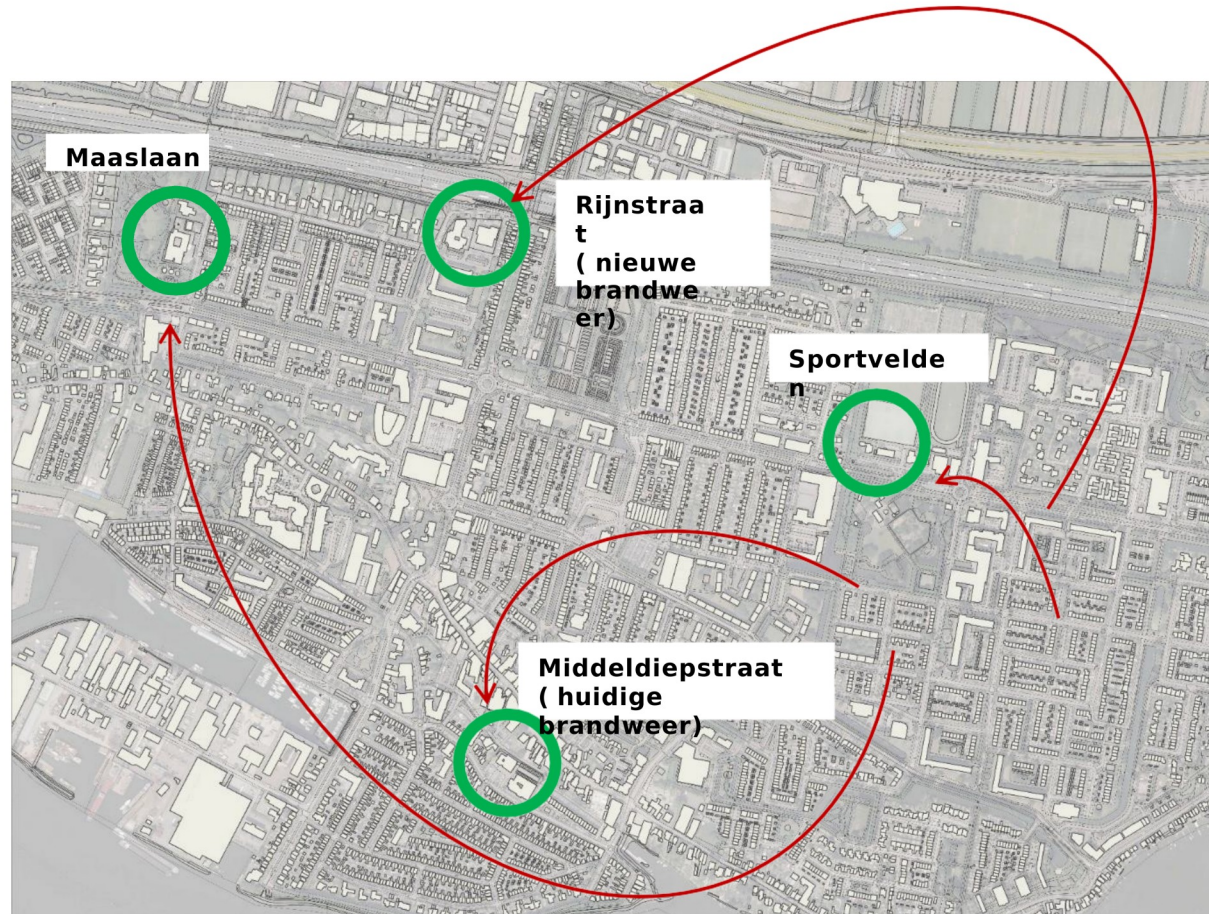 Maaslaan
Rijnstraa
t
( nieuwe
brandwe
er)
Sportvelde
n
Middeldiepstraat
( huidige
brandweer)